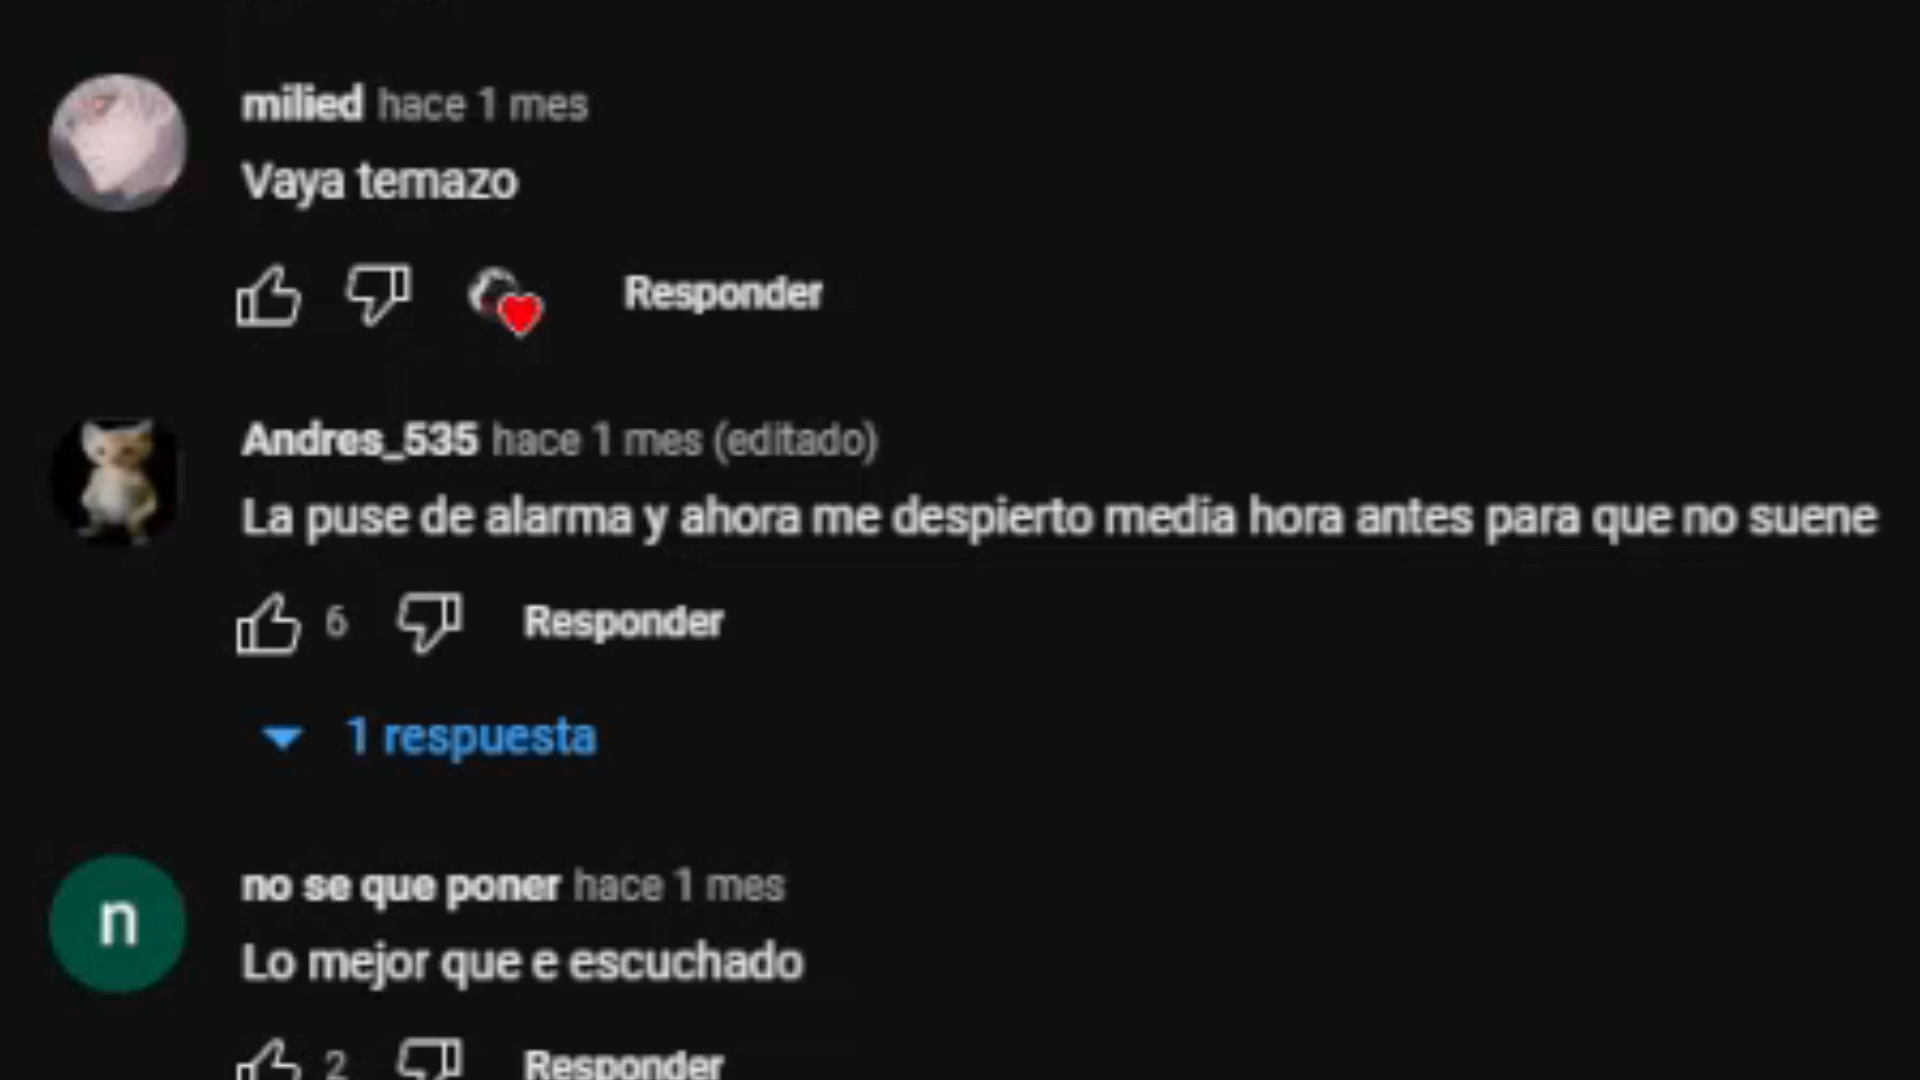 milied hace 1 mes
Vaya temazo
Responder
Andres_535 hace 1 mes (editado)
La puse de alarma y ahora me despierto media hora antes para que no suene
6 Responder
1 respuesta
n
no se que poner hace 1 mes
Lo mejor que e escuchado
2 Responder